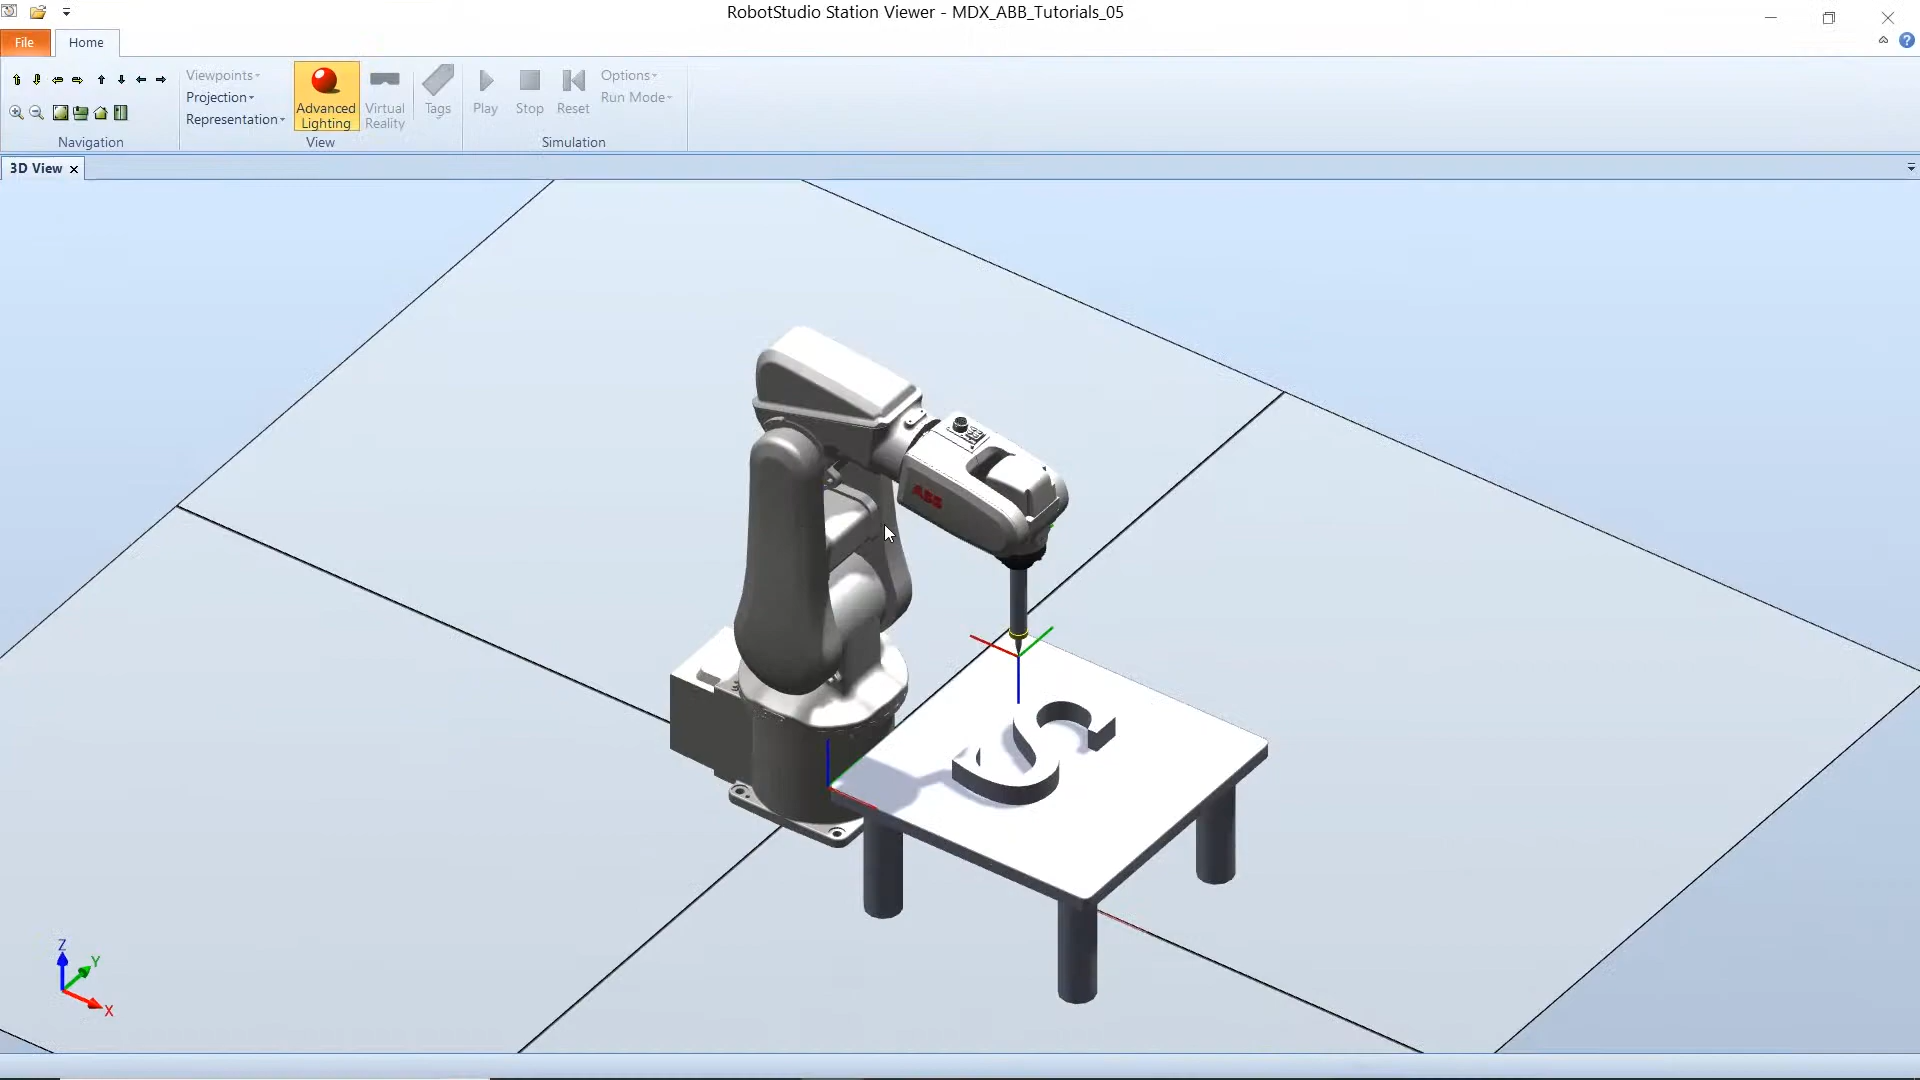 RobotStudio Station Viewer - MDX_ABB_Tutorials_05
File
Home
Viewpoints
Projection
Representation
Advanced Lighting
Virtual Reality
Tags
Play
Stop
Reset
Options
Run Mode
Navigation
View
Simulation
3D View
ABB
Z
Y
X